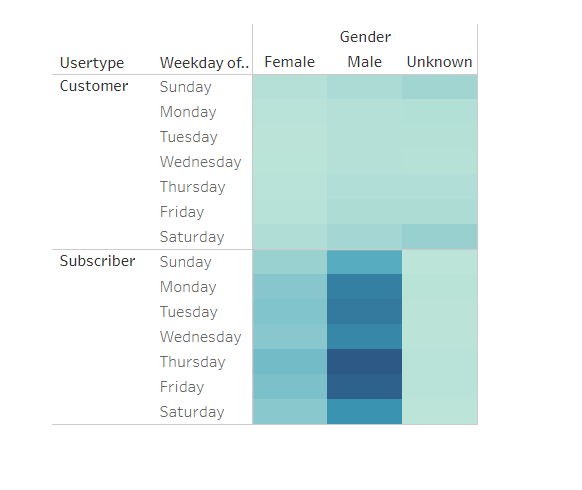 Gender
Usertype Weekday of.. Female Male Unknown
Customer Sunday
Monday
Tuesday
Wednesday
Thursday
Friday
Saturday
Subscriber Sunday
Monday
Tuesday
Wednesday
Thursday
Friday
Saturday